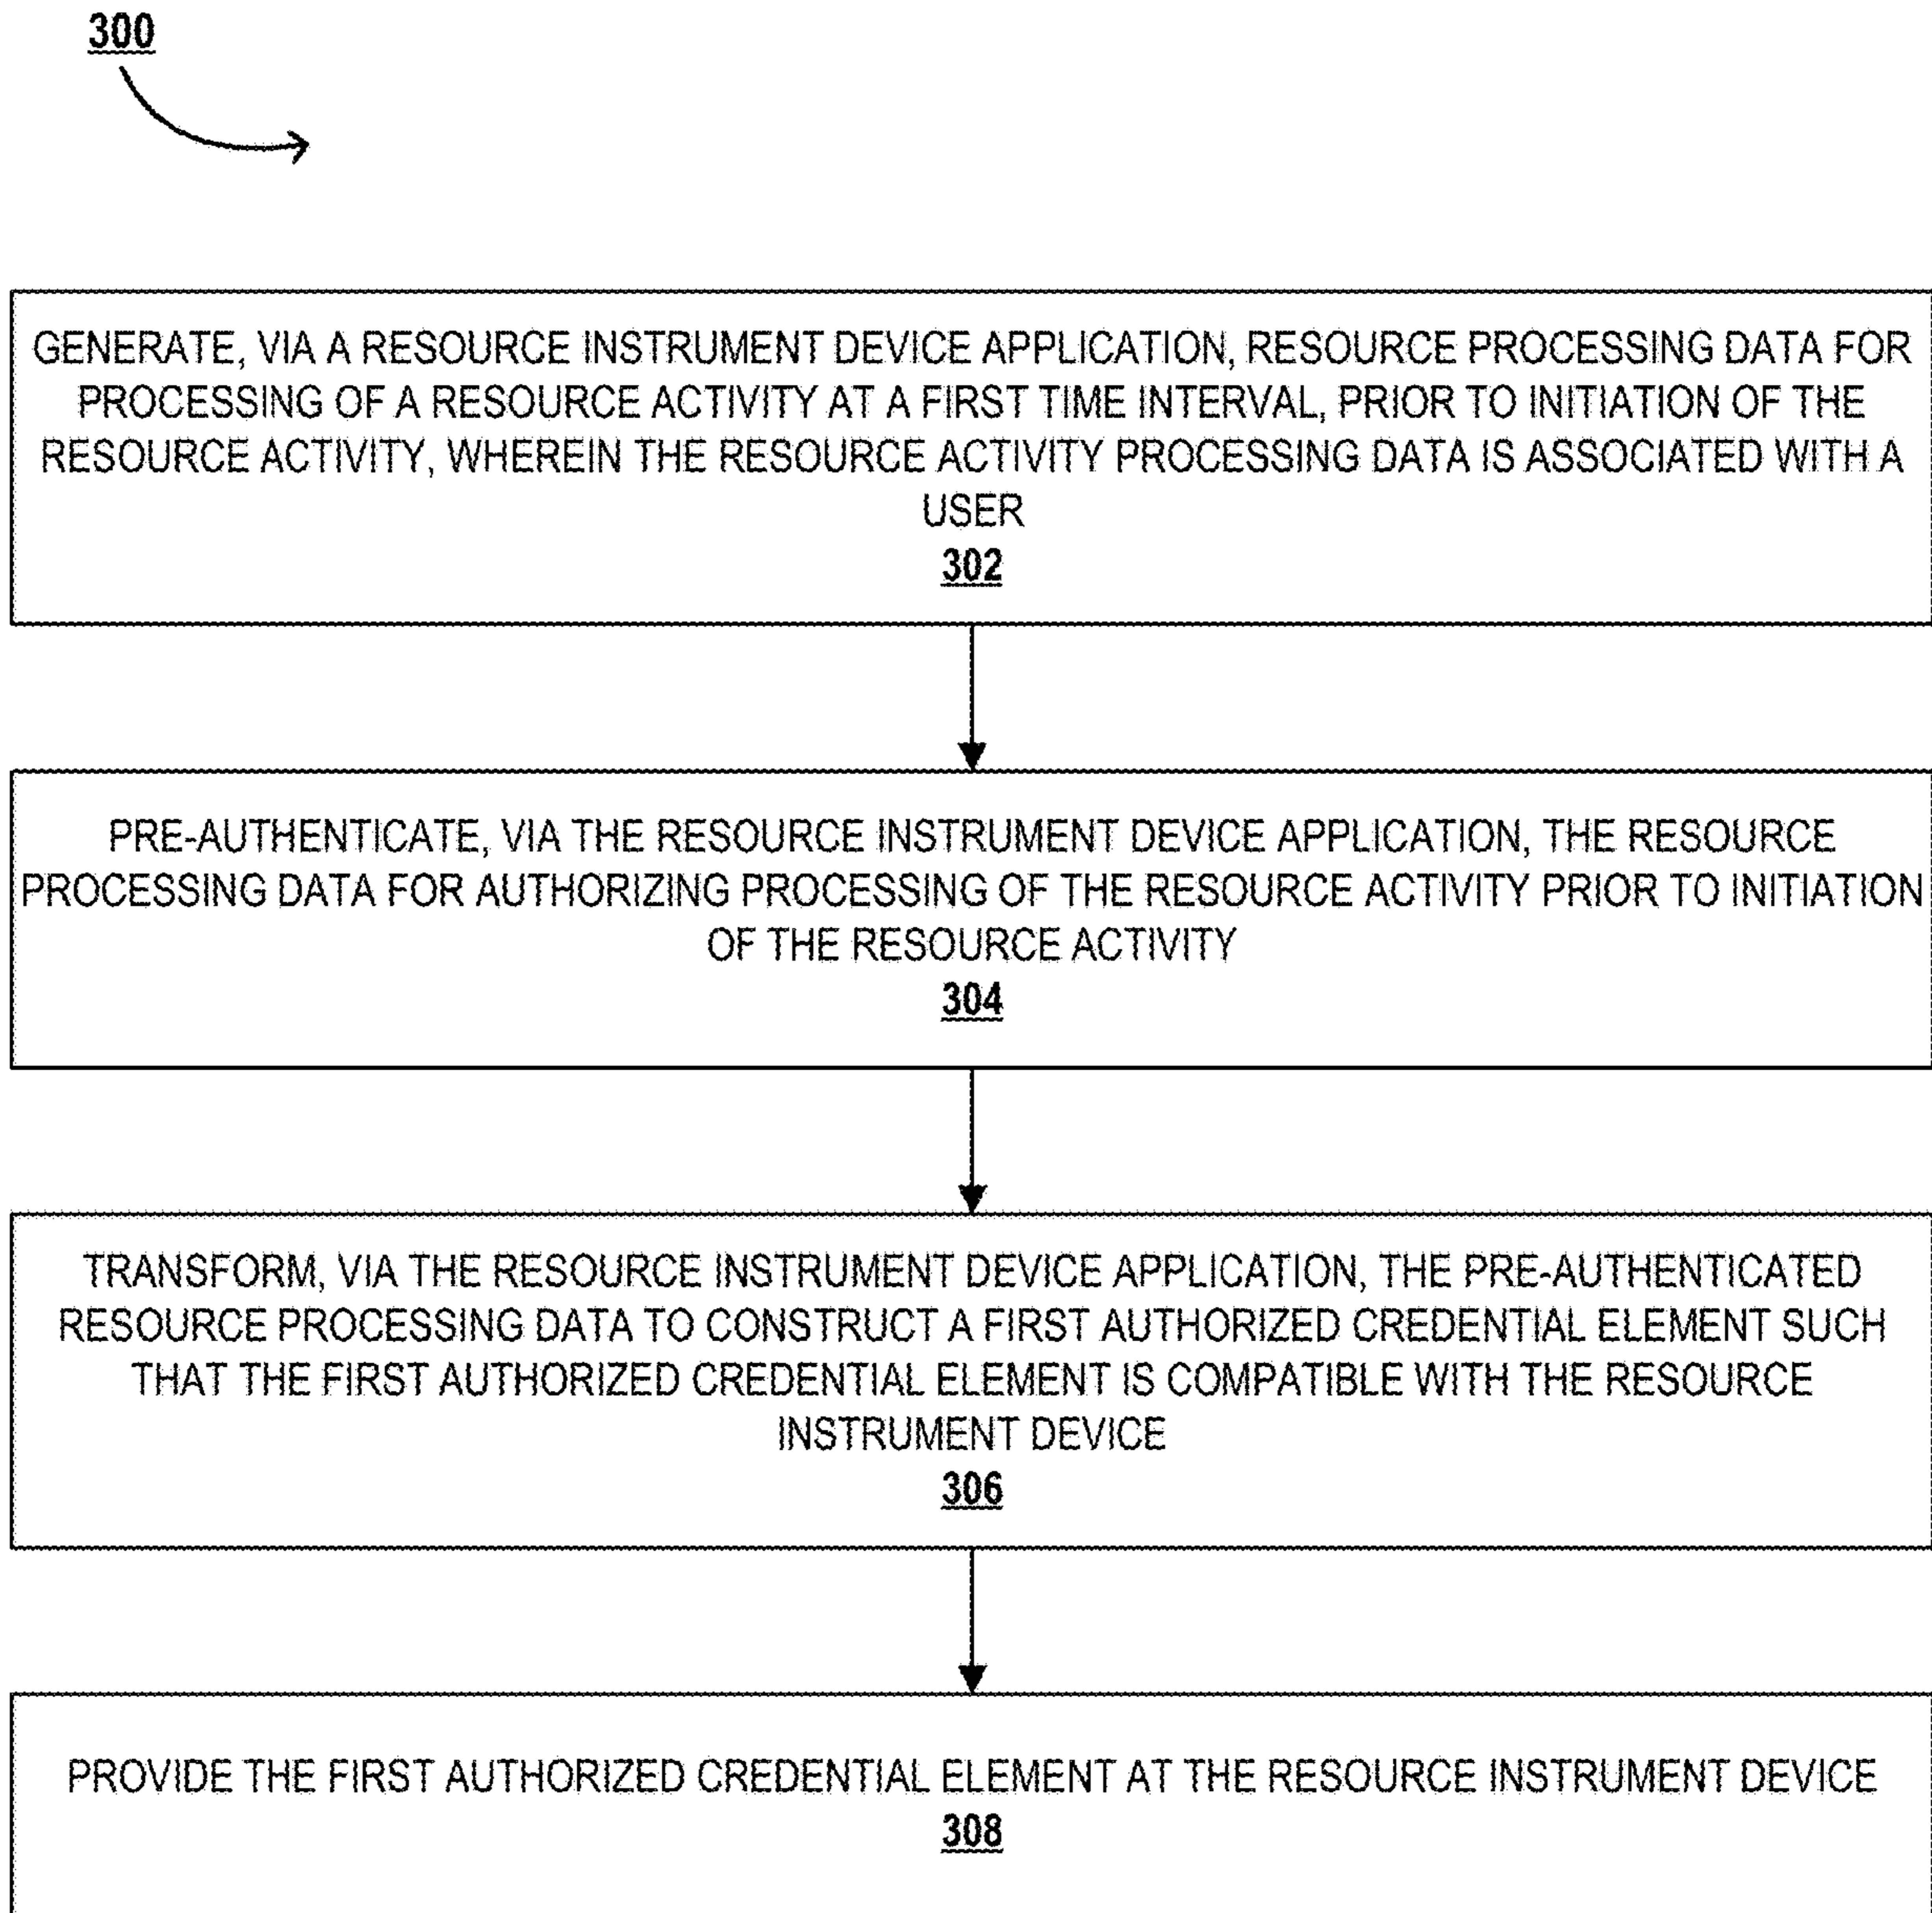 300
GENERATE, VIA A RESOURCE INSTRUMENT DEVICE APPLICATION, RESOURCE PROCESSING DATA FOR
PROCESSING OF A RESOURCE ACTIVITY AT A FIRST TIME INTERVAL, PRIOR TO INITIATION OF THE
RESOURCE ACTIVITY, WHEREIN THE RESOURCE ACTIVITY PROCESSING DATA IS ASSOCIATED WITH A
USER
302
PRE-AUTHENTICATE, VIA THE RESOURCE INSTRUMENT DEVICE APPLICATION, THE RESOURCE
PROCESSING DATA FOR AUTHORIZING PROCESSING OF THE RESOURCE ACTIVITY PRIOR TO INITIATION
OF THE RESOURCE ACTIVITY
304
TRANSFORM, VIA THE RESOURCE INSTRUMENT DEVICE APPLICATION, THE PRE-AUTHENTICATED
RESOURCE PROCESSING DATA TO CONSTRUCT A FIRST AUTHORIZED CREDENTIAL ELEMENT SUCH
THAT THE FIRST AUTHORIZED CREDENTIAL ELEMENT IS COMPATIBLE WITH THE RESOURCE
INSTRUMENT DEVICE
306
PROVIDE THE FIRST AUTHORIZED CREDENTIAL ELEMENT AT THE RESOURCE INSTRUMENT DEVICE
308